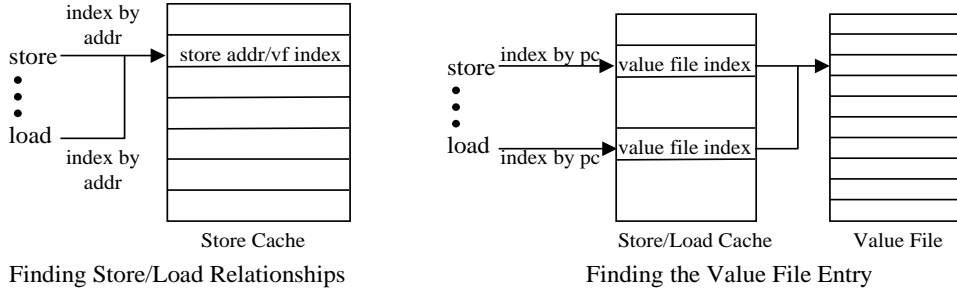 index by
addr
store
store addr/vf index
load
index by
addr
Store Cache
Finding Store/Load Relationships
store
index by pc
value file index
load
index by pc
value file index
Store/Load Cache
Value File
Finding the Value File Entry